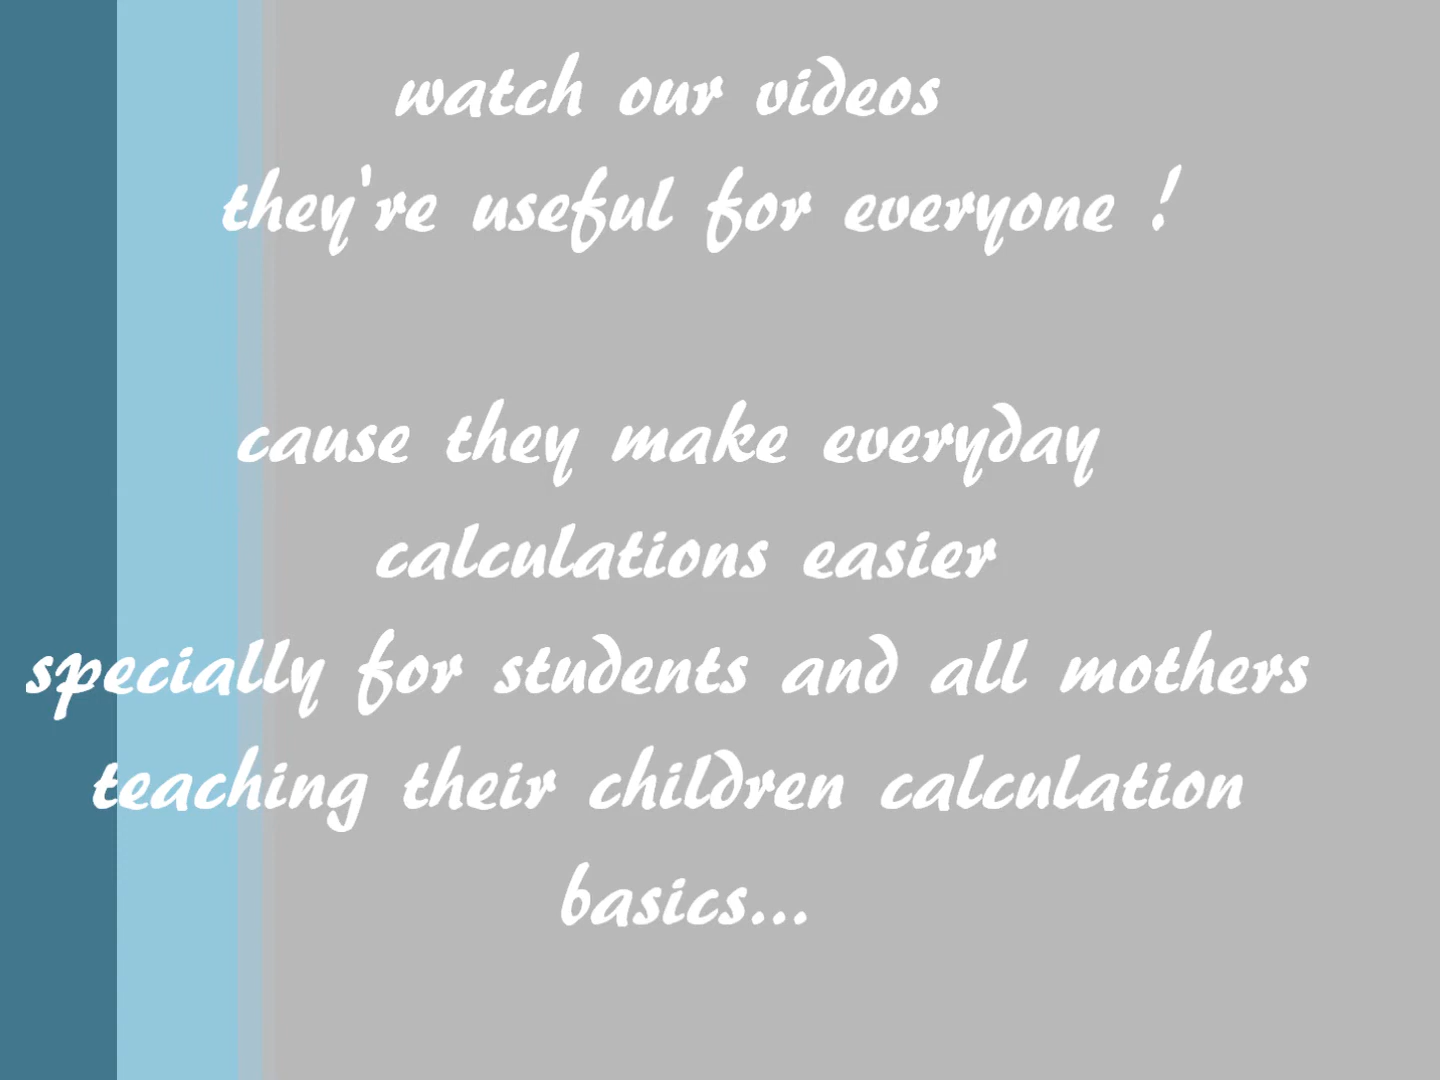 watch our videos
they're useful for everyone !
cause they make everyday
calculations easier
specially for students and all mothers
teaching their children calculation
basics...